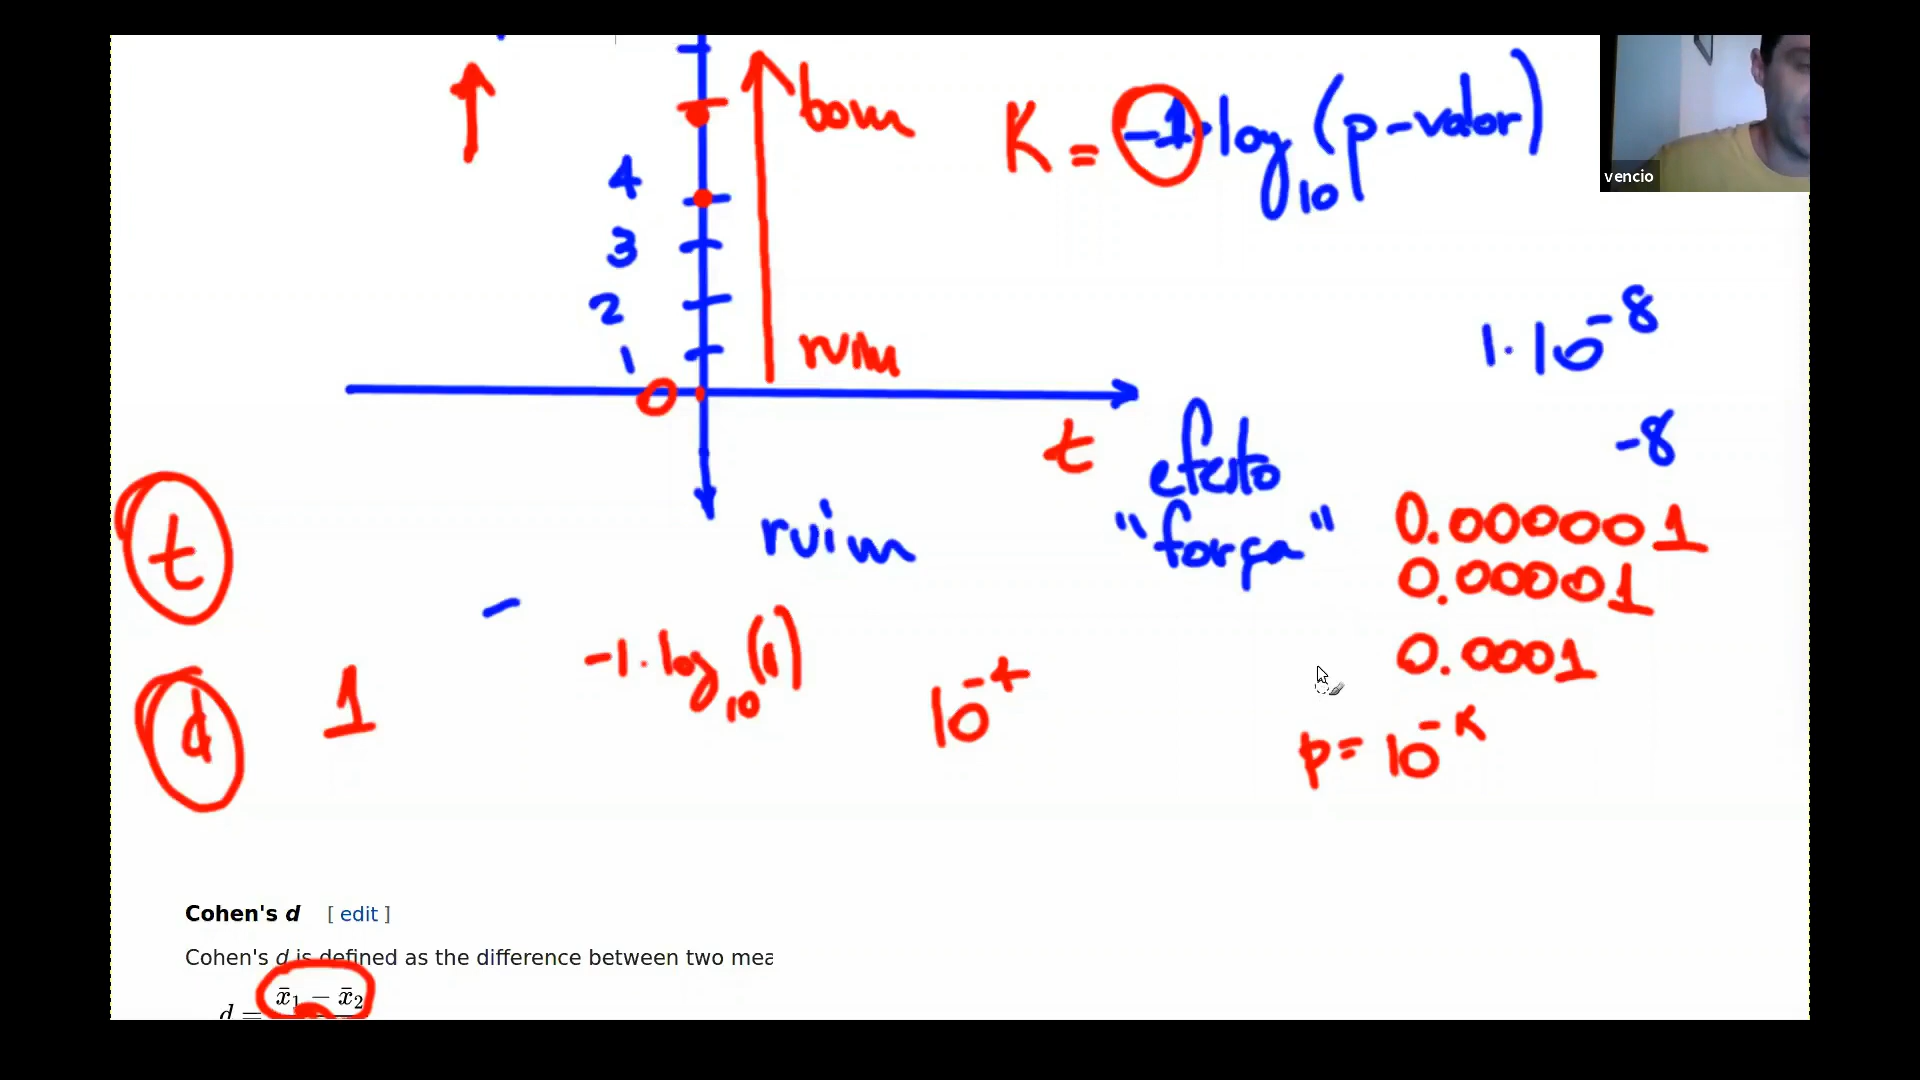 bom
K = -1·log10(p-valor)
vencio
4
3
2
1
0
ruim
1·10^-8
t
efeito
"força"
-8
0.000001
0.00001
0.0001
p = 10^-K
t
ruim
-1·log10(1)
10^-4
d
1
Cohen's d [ edit ]
Cohen's d is defined as the difference between two mea
d = x̄1 − x̄2